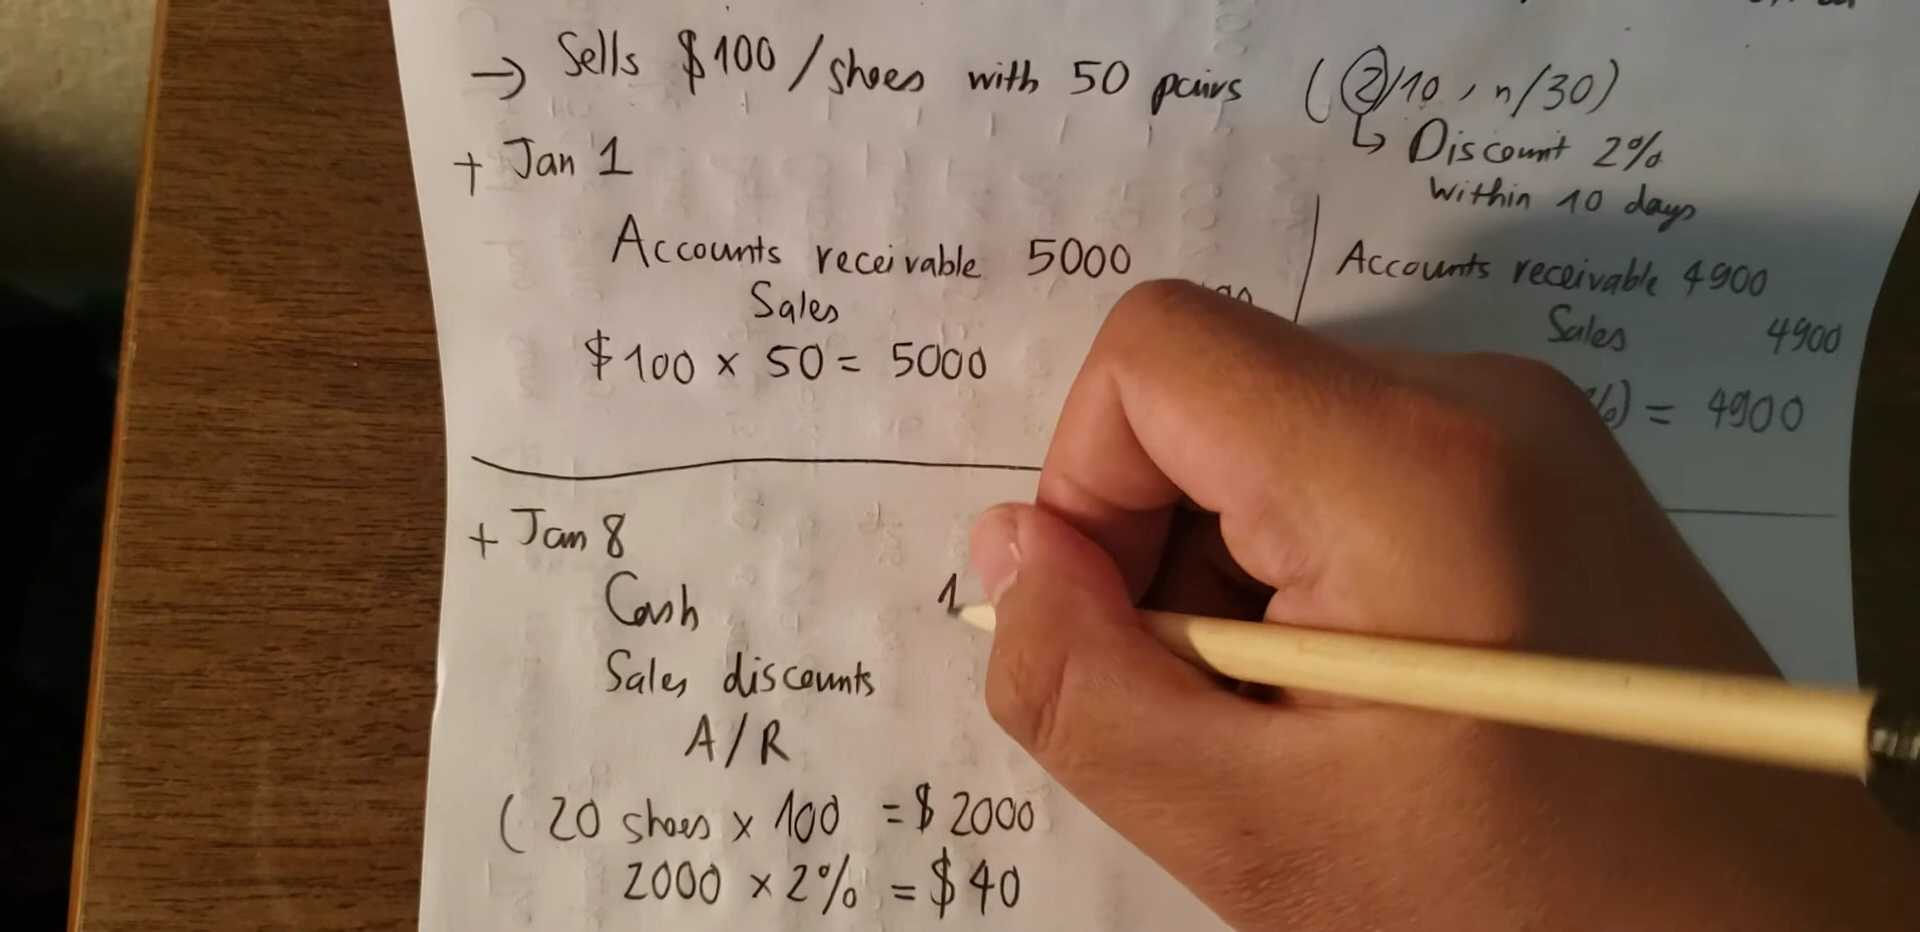 → Sells $100/shoes with 50 pairs (2/10, n/30)
↳ Discount 2%
within 10 days
+ Jan 1
Accounts receivable 5000
Sales
$100 × 50 = 5000
Accounts receivable 4900
Sales 4900
%) = 4900
+ Jan 8
Cash 1
Sales discounts
A/R
( 20 shoes × 100 = $2000
2000 × 2% = $40